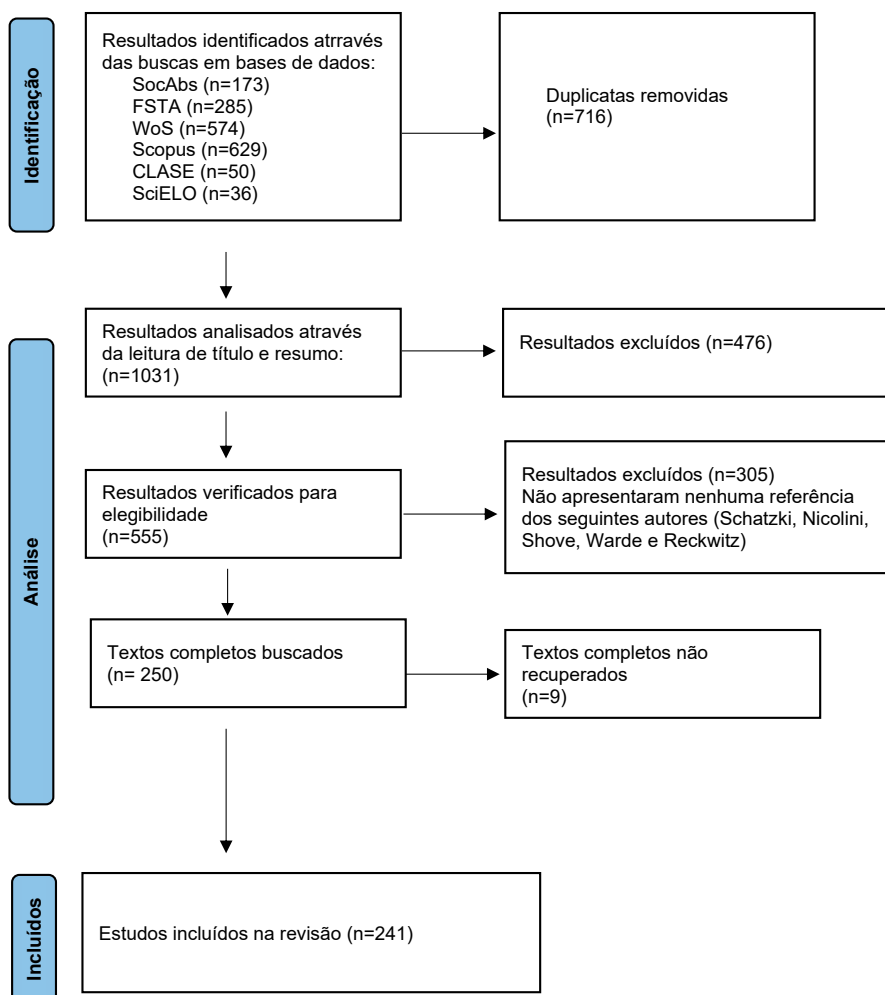 Identificação
Resultados identificados atrravés
das buscas em bases de dados:
SocAbs (n=173)
FSTA (n=285)
WoS (n=574)
Scopus (n=629)
CLASE (n=50)
SciELO (n=36)
Duplicatas removidas
(n=716)
Análise
Resultados analisados através
da leitura de título e resumo:
(n=1031)
Resultados excluídos (n=476)
Resultados verificados para
elegibilidade
(n=555)
Resultados excluídos (n=305)
Não apresentaram nenhuma referência
dos seguintes autores (Schatzki, Nicolini,
Shove, Warde e Reckwitz)
Textos completos buscados
(n= 250)
Textos completos não
recuperados
(n=9)
Incluídos
Estudos incluídos na revisão (n=241)